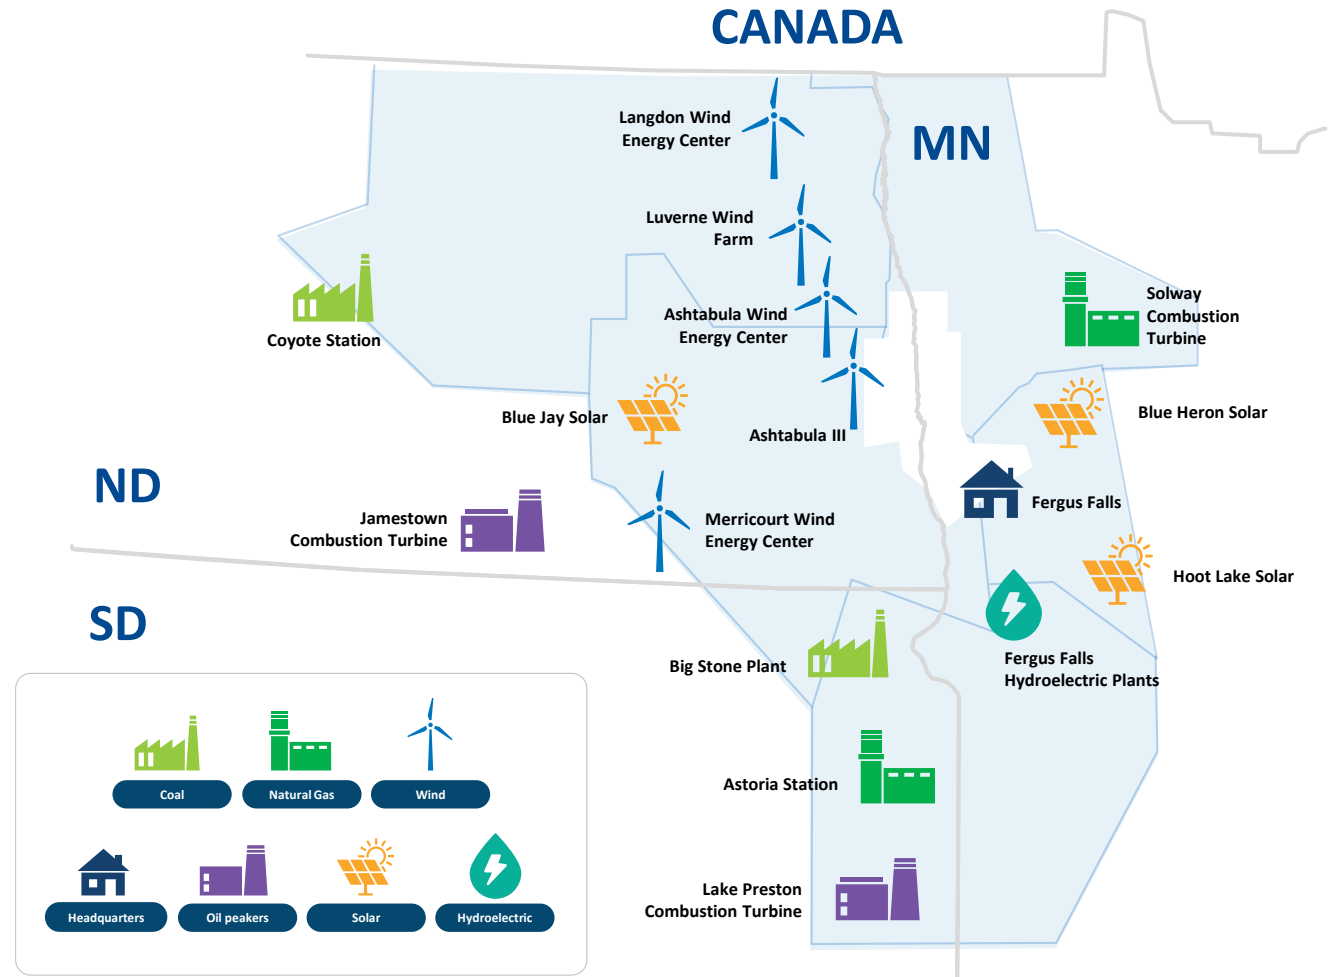 CANADA
Langdon Wind
Energy Center
MN
Luverne Wind
Farm
Coyote Station
Ashtabula Wind
Energy Center
Solway
Combustion
Turbine
Blue Jay Solar
Ashtabula III
Blue Heron Solar
ND
Jamestown
Combustion Turbine
Merricourt Wind
Energy Center
Fergus Falls
Hoot Lake Solar
SD
Big Stone Plant
Fergus Falls
Hydroelectric Plants
Astoria Station
Lake Preston
Combustion Turbine
Coal
Natural Gas
Wind
Headquarters
Oil peakers
Solar
Hydroelectric